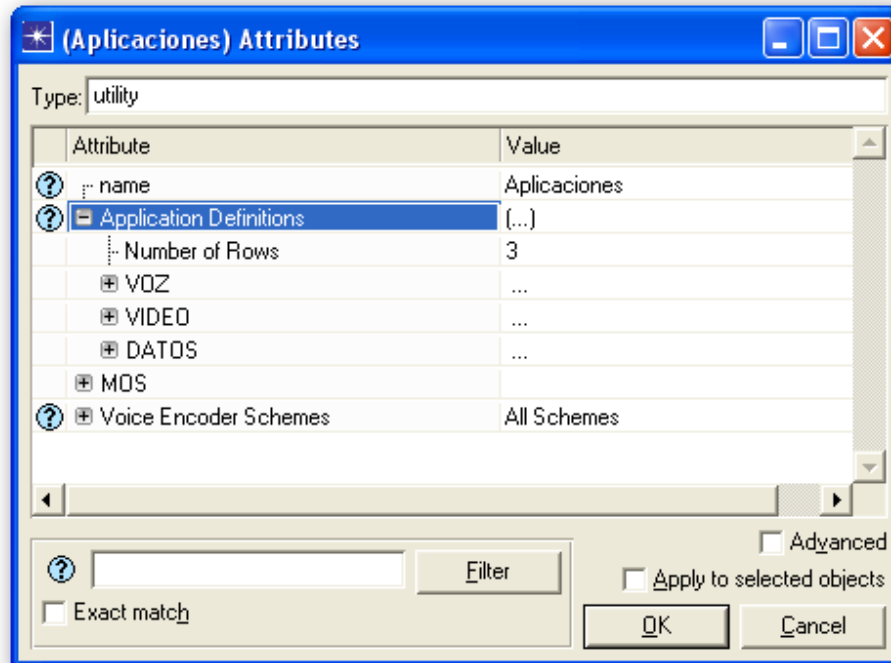 (Aplicaciones) Attributes
Type: utility
Attribute Value
? name Aplicaciones
? Application Definitions (...)
Number of Rows 3
VOZ ...
VIDEO ...
DATOS ...
MOS
? Voice Encoder Schemes All Schemes
Advanced
? Filter
Apply to selected objects
Exact match
OK Cancel